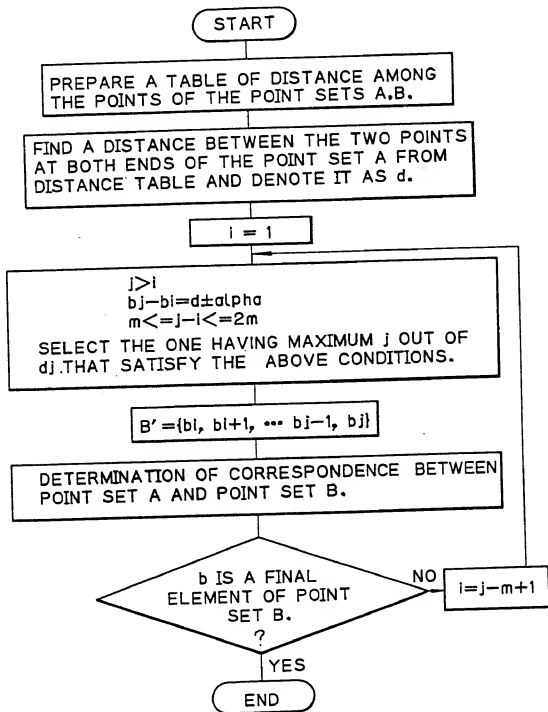 START
PREPARE A TABLE OF DISTANCE AMONG
THE POINTS OF THE POINT SETS A.B.
FIND A DISTANCE BETWEEN THE TWO POINTS
AT BOTH ENDS OF THE POINT SET A FROM
DISTANCE TABLE AND DENOTE IT AS d.
i = 1
j>i
bj-bi=d±alpha
m<=j-i<=2m
SELECT THE ONE HAVING MAXIMUM j OUT OF
dj.THAT SATISFY THE ABOVE CONDITIONS.
B'={bi, bi+1, ••• bj-1, bj}
DETERMINATION OF CORRESPONDENCE BETWEEN
POINT SET A AND POINT SET B.
b IS A FINAL
ELEMENT OF POINT
SET B.
?
NO
i=j-m+1
YES
END